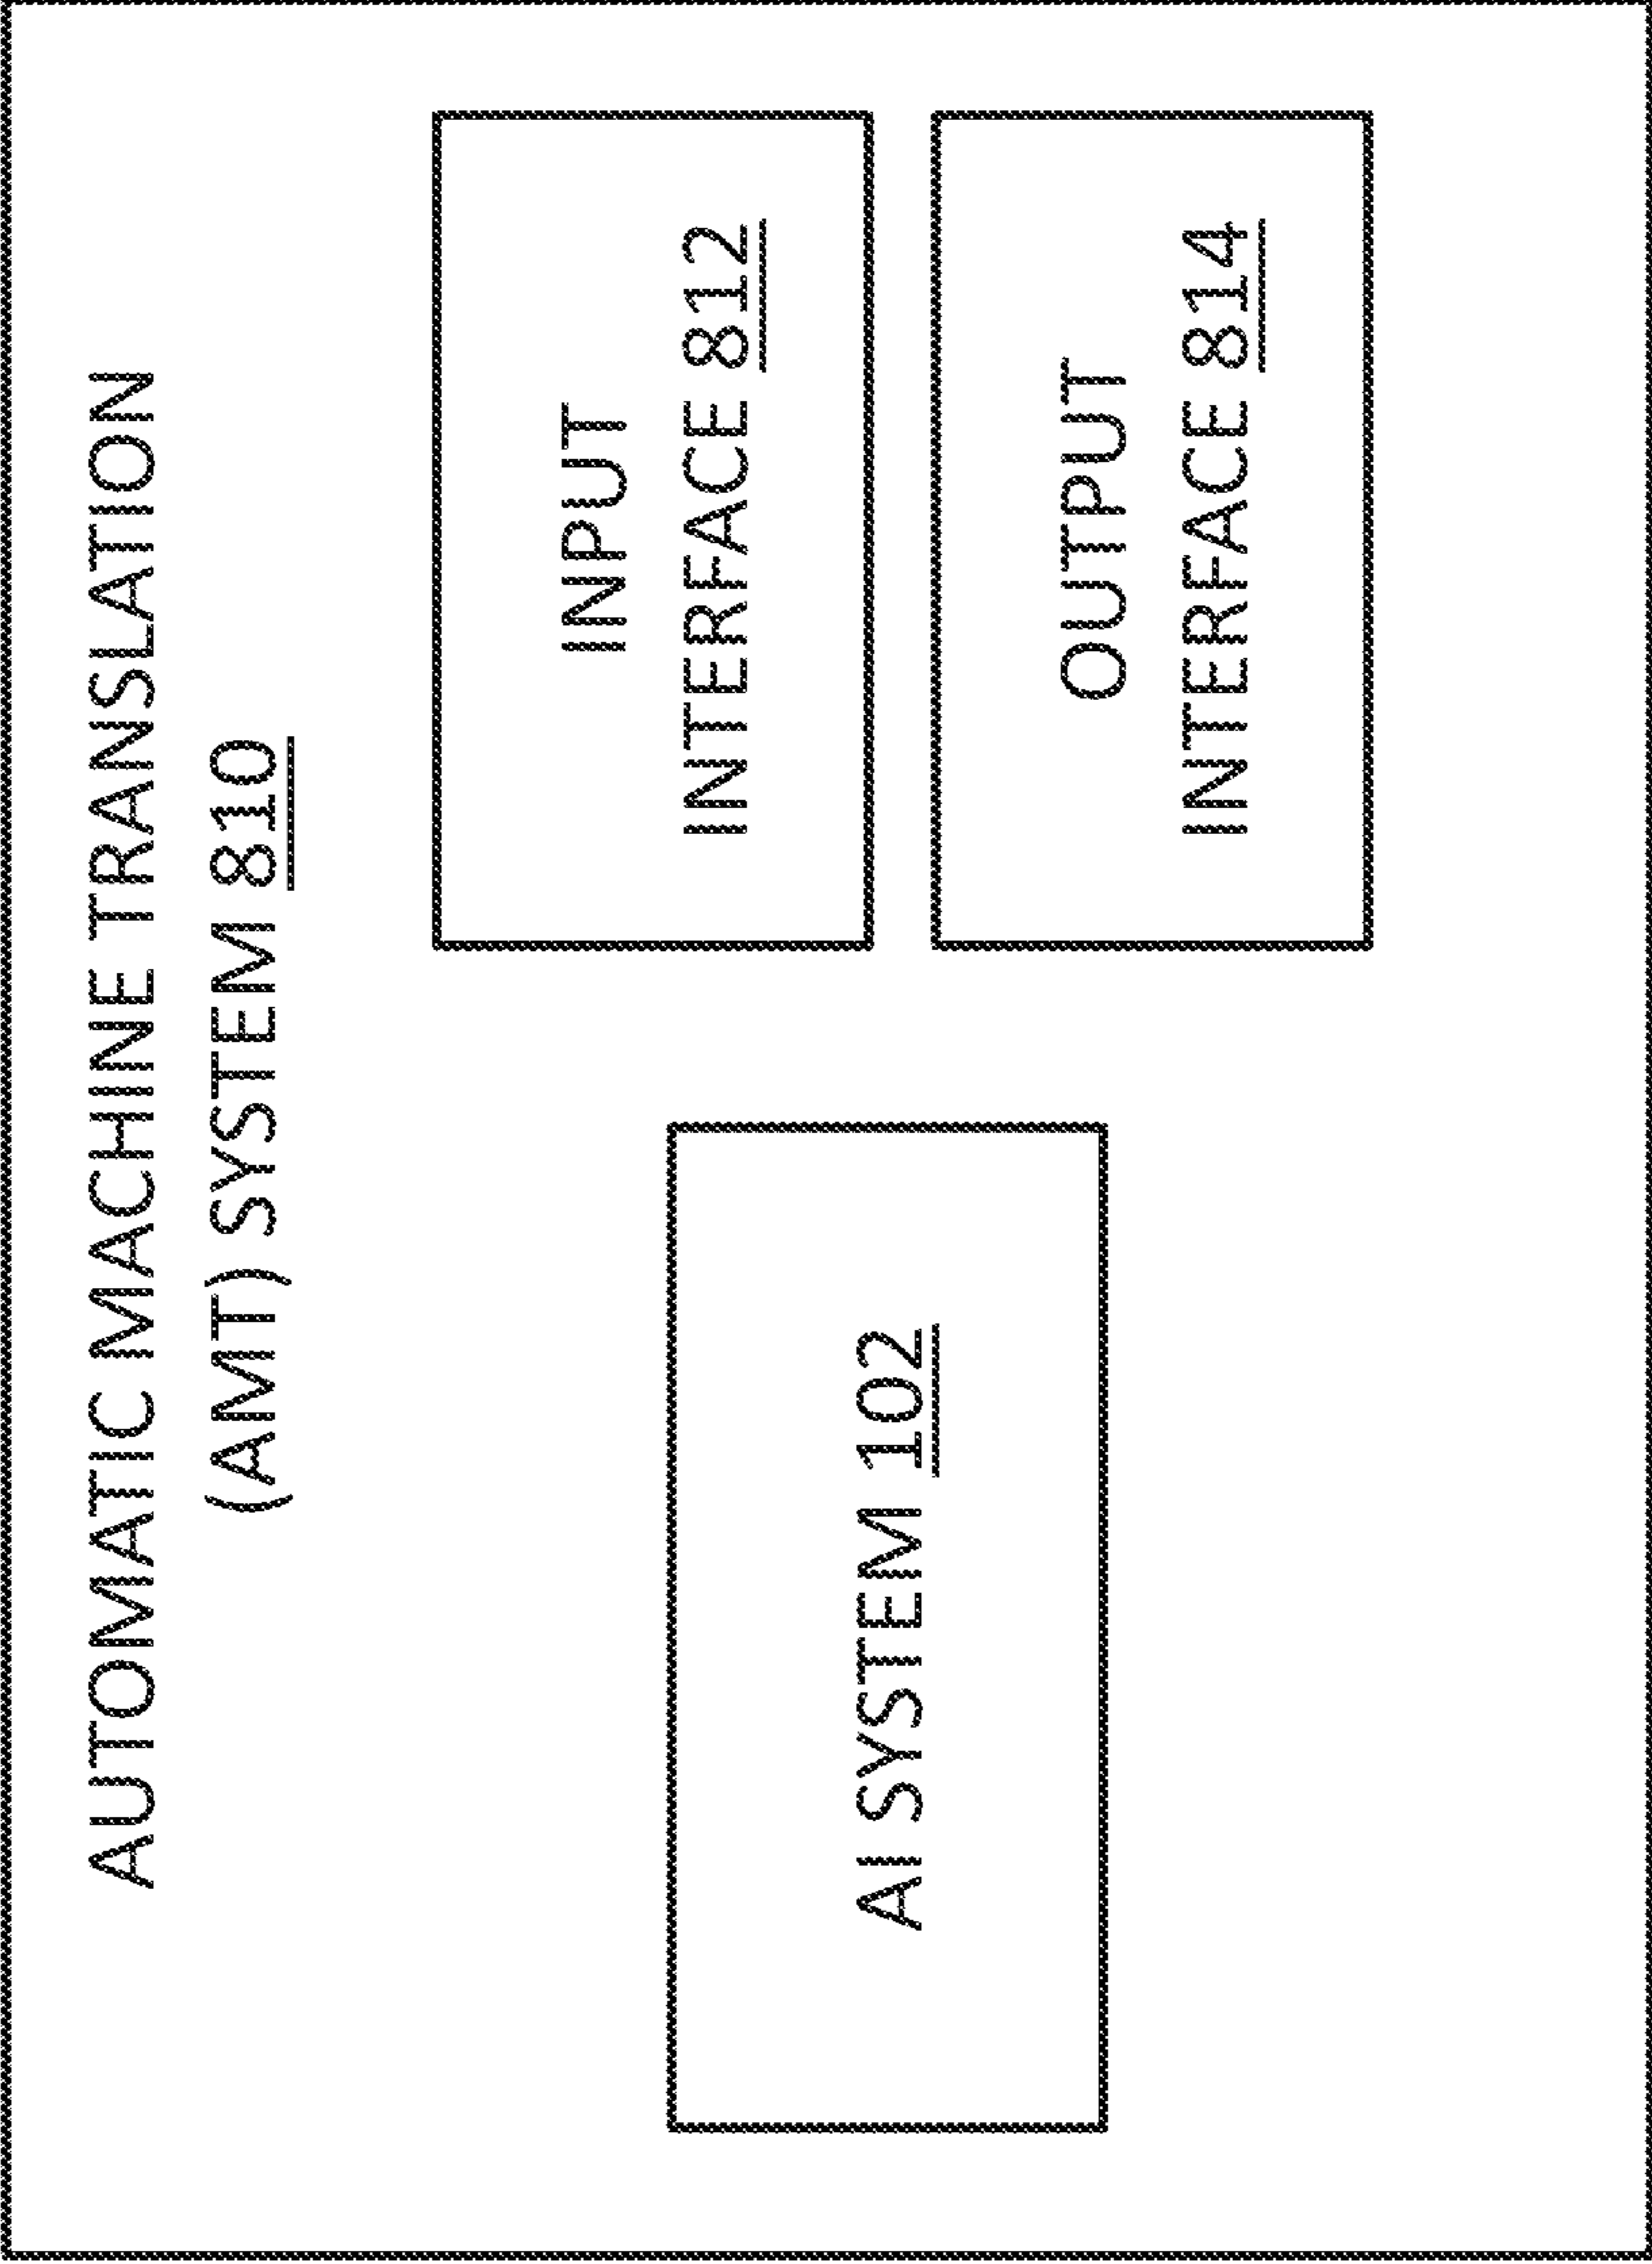 AUTOMATIC MACHINE TRANSLATION
(AMT) SYSTEM 810
AI SYSTEM 102
INPUT
INTERFACE 812
OUTPUT
INTERFACE 814